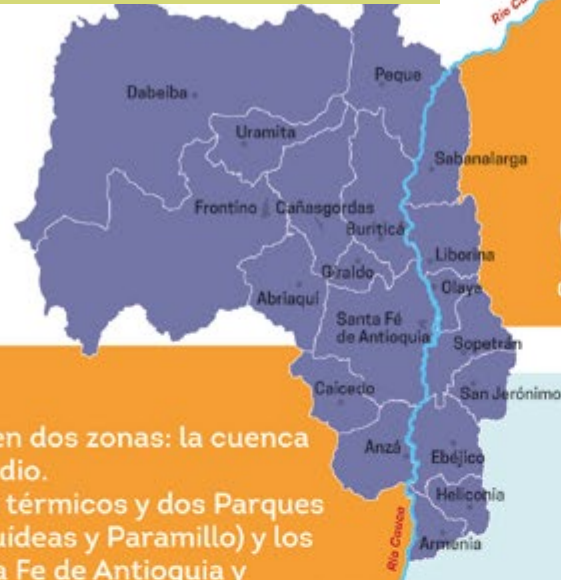 Río Ca
Peque
Dabeiba
Uramita
Sabanalarga
Frontino
Cañasgordas
Buriticá
Liborina
Giraldo
Olaya
Abriaquí
Santa Fé
de Antioquia
Sopetrán
Caicedo
San Jerónimo
Anzá
Ebéjico
Heliconia
Armenia
Río Cauca
en dos zonas: la cuenca
dio.
térmicos y dos Parques
uídeas y Paramillo) y los
a Fe de Antioquia y